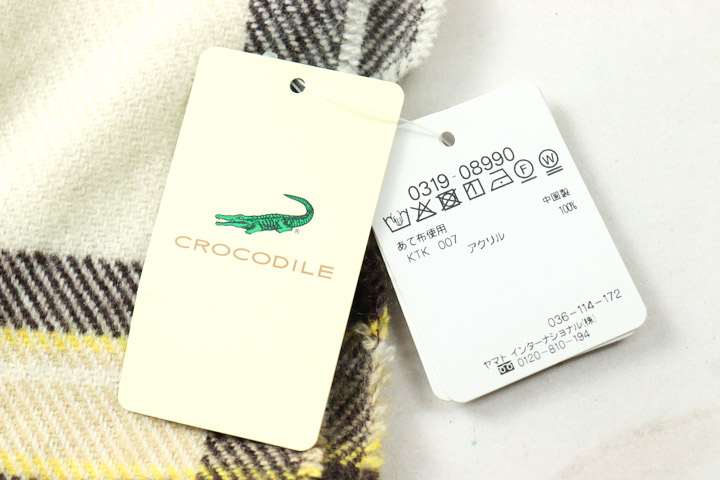 CROCODILE
®
0319-08990
F W
あて布使用
KTK 007
アクリル 100%
中国製
036-114-172
ヤマト インターナショナル(株)
0120-810-194